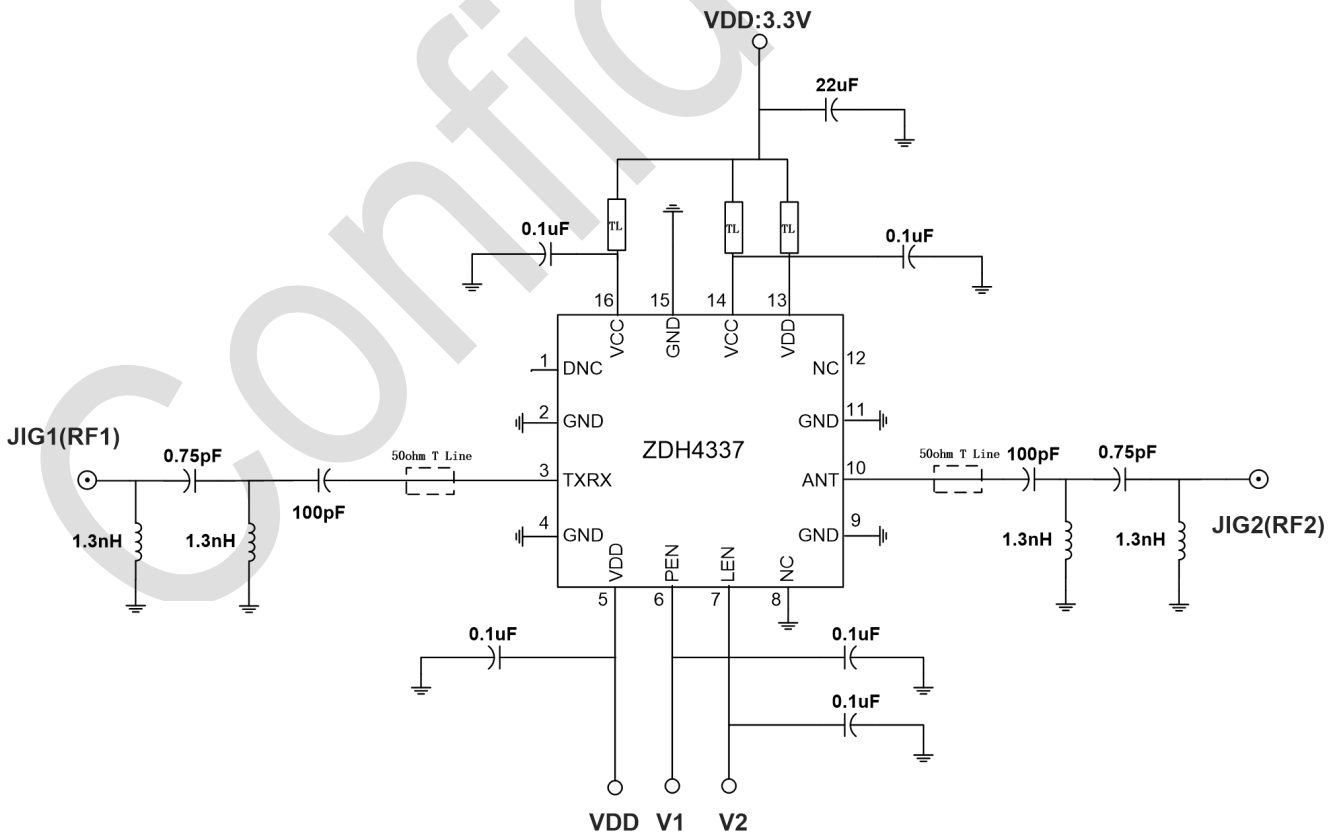 Confid
VDD:3.3V
22uF
TL
TL
TL
0.1uF
0.1uF
16
15
14
13
VCC
GND
VCC
VDD
1
DNC
NC
12
2
GND
GND
11
JIG1(RF1)
0.75pF
50ohm T Line
3
TXRX
ZDH4337
ANT
10
50ohm T Line
100pF
0.75pF
JIG2(RF2)
100pF
1.3nH
1.3nH
4
GND
GND
9
1.3nH
1.3nH
VDD
PEN
LEN
NC
5
6
7
8
0.1uF
0.1uF
0.1uF
VDD
V1
V2